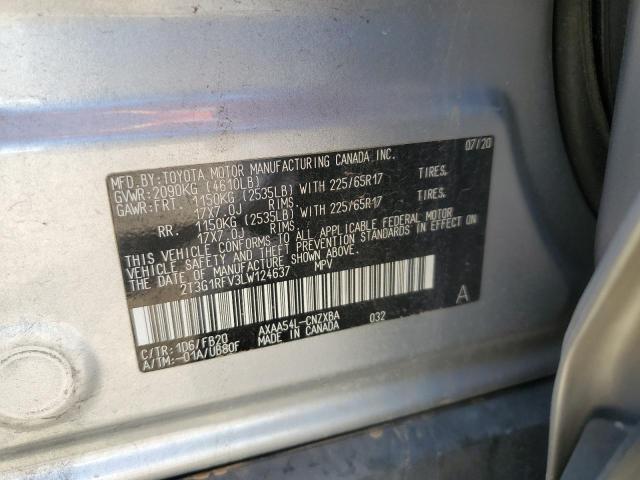 MFD.BY:TOYOTA MOTOR MANUFACTURING CANADA INC. 07/20
GVWR:2090KG (4610LB)
GAWR:FRT. 1150KG (2535LB) WITH 225/65R17 TIRES.
17X7.0J RIMS
RR. 1150KG (2535LB) WITH 225/65R17 TIRES.
17X7.0J RIMS
THIS VEHICLE CONFORMS TO ALL APPLICABLE FEDERAL MOTOR
VEHICLE SAFETY AND THEFT PREVENTION STANDARDS IN EFFECT ON
THE DATE OF MANUFACTURE SHOWN ABOVE.
2T3G1RFV3LW124637 MPV
A
C/TR:1D6/FB20 AXAA54L-CNZXBA 032
A/TM:-01A/UB80F MADE IN CANADA